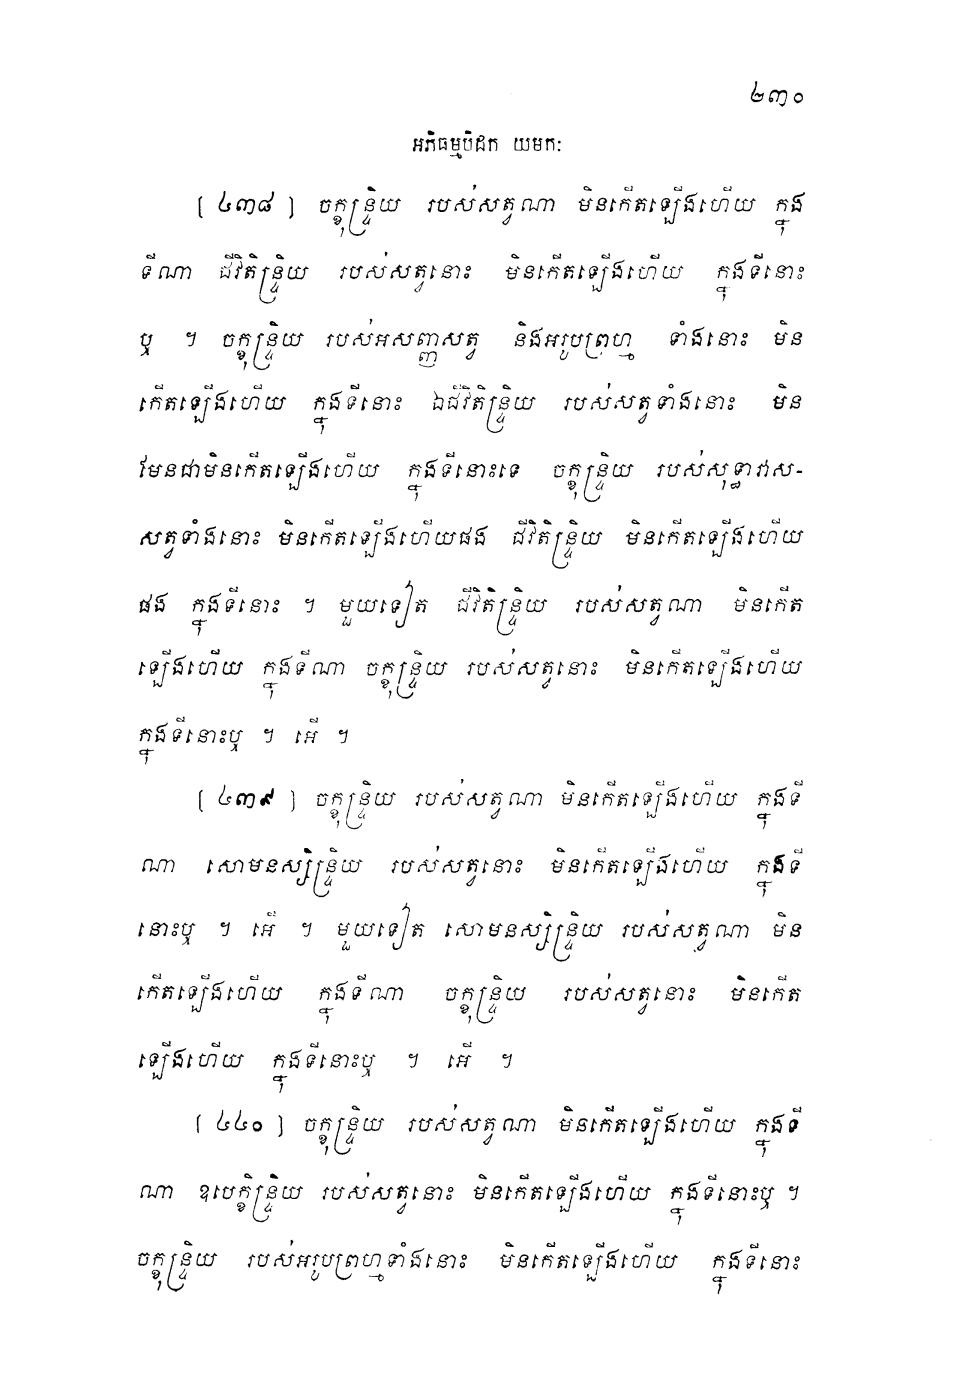 ២៣០
អភិធម្មបិដក យមកៈ
[ ៤៣៨ ] ចក្ខុន្ទ្រិយ របស់សត្វណា មិនកើតឡើងហើយ ក្នុង
ទីណា ជីវិតិន្ទ្រិយ របស់សត្វនោះ មិនកើតឡើងហើយ ក្នុងទីនោះ
ឬ ។ ចក្ខុន្ទ្រិយ របស់អសញ្ញសត្វ និងអរូបព្រហ្ម ទាំងនោះ មិន
កើតឡើងហើយ ក្នុងទីនោះ ឯជីវិតិន្ទ្រិយ របស់សត្វទាំងនោះ មិន
មែនជាមិនកើតឡើងហើយ ក្នុងទីនោះទេ ចក្ខុន្ទ្រិយ របស់សុទ្ធាវាស-
សត្វទាំងនោះ មិនកើតឡើងហើយផង ជីវិតិន្ទ្រិយ មិនកើតឡើងហើយ
ផង ក្នុងទីនោះ ។ មួយទៀត ជីវិតិន្ទ្រិយ របស់សត្វណា មិនកើត
ឡើងហើយ ក្នុងទីណា ចក្ខុន្ទ្រិយ របស់សត្វនោះ មិនកើតឡើងហើយ
ក្នុងទីនោះឬ ។ អើ ។
[ ៤៣៩ ] ចក្ខុន្ទ្រិយ របស់សត្វណា មិនកើតឡើងហើយ ក្នុងទី
ណា សោមនស្សិន្ទ្រិយ របស់សត្វនោះ មិនកើតឡើងហើយ ក្នុងទី
នោះឬ ។ អើ ។ មួយទៀត សោមនស្សិន្ទ្រិយ របស់សត្វណា មិន
កើតឡើងហើយ ក្នុងទីណា ចក្ខុន្ទ្រិយ របស់សត្វនោះ មិនកើត
ឡើងហើយ ក្នុងទីនោះឬ ។ អើ ។
[ ៤៤០ ] ចក្ខុន្ទ្រិយ របស់សត្វណា មិនកើតឡើងហើយ ក្នុងទី
ណា ឧបេក្ខិន្ទ្រិយ របស់សត្វនោះ មិនកើតឡើងហើយ ក្នុងទីនោះឬ ។
ចក្ខុន្ទ្រិយ របស់អរូបព្រហ្មទាំងនោះ មិនកើតឡើងហើយ ក្នុងទីនោះ